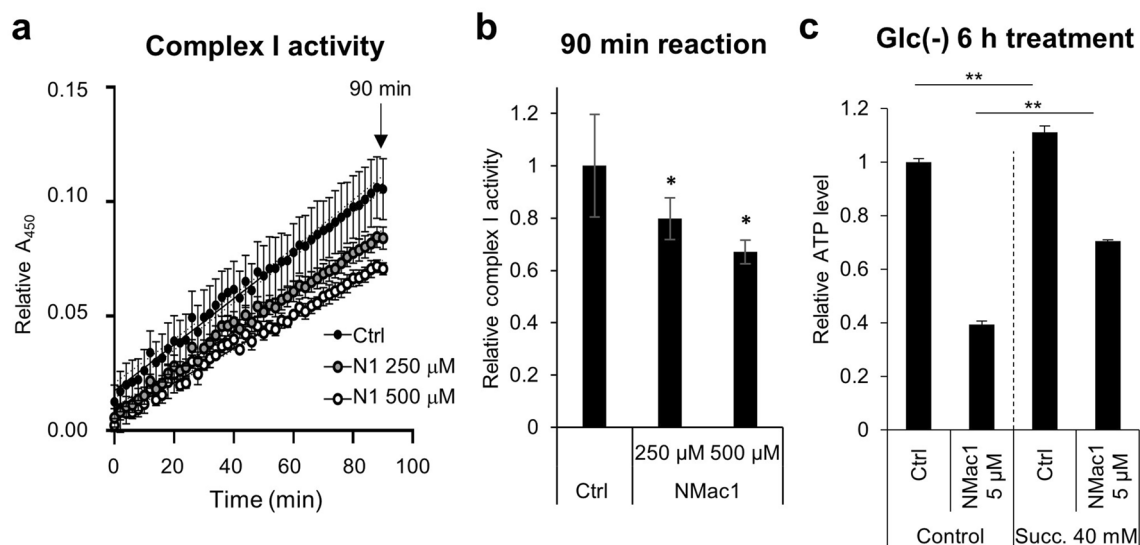 a
Complex I activity
90 min
Relative A450
0.15
0.10
0.05
0.00
0
20
40
60
80
100
Time (min)
Ctrl
N1 250 μM
N1 500 μM
b
90 min reaction
Relative complex I activity
1.2
1
0.8
0.6
0.4
0.2
0
*
*
250 μM 500 μM
Ctrl
NMac1
c
Glc(-) 6 h treatment
**
**
Relative ATP level
1.2
1
0.8
0.6
0.4
0.2
0
Ctrl
NMac1
5 μM
Ctrl
NMac1
5 μM
Control
Succ. 40 mM